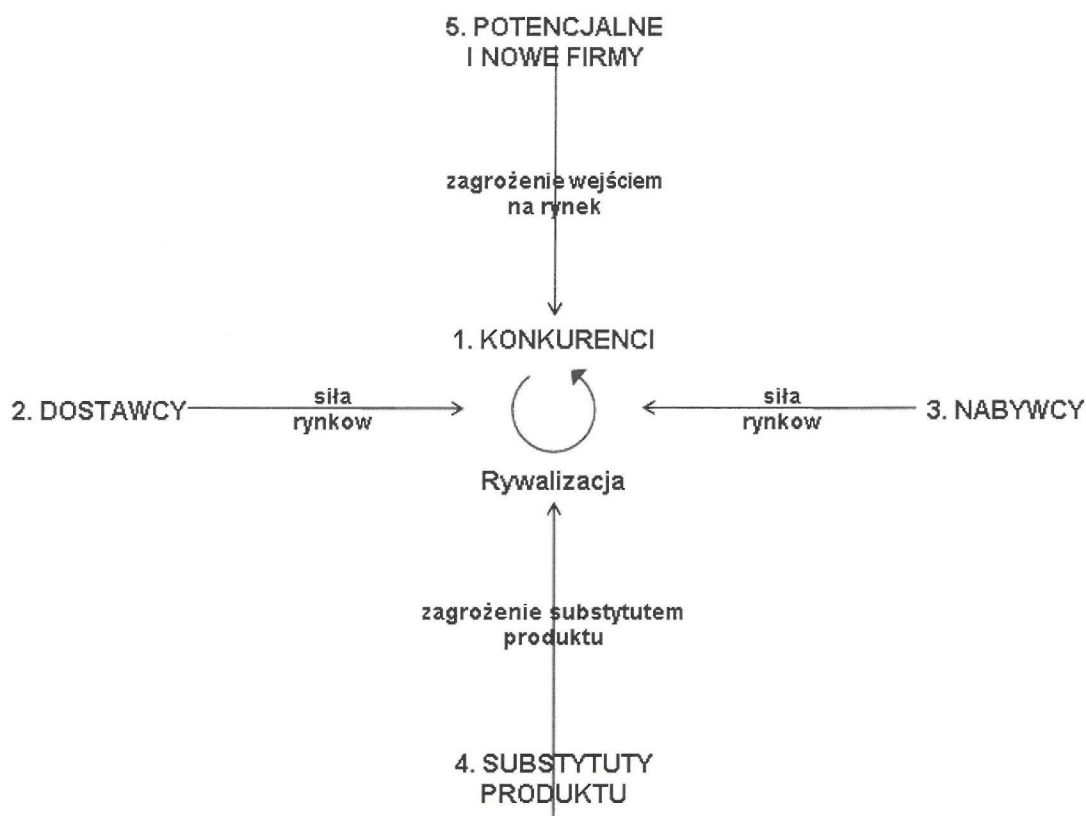 5. POTENCJALNE
I NOWE FIRMY
zagrożenie wejściem
na rynek
1. KONKURENCI
2. DOSTAWCY
siła
rynkow
siła
rynkow
3. NABYWCY
Rywalizacja
zagrożenie substytutem
produktu
4. SUBSTYTUTY
PRODUKTU